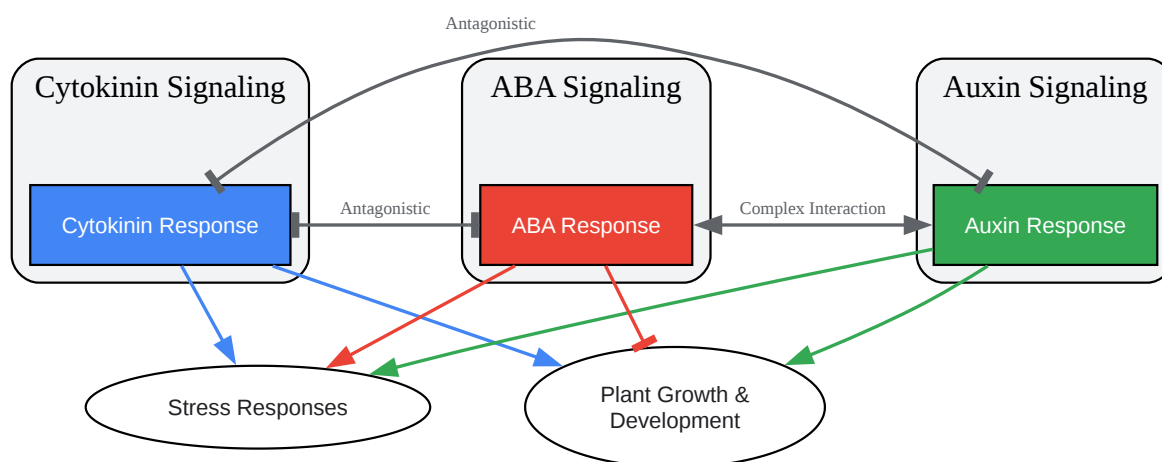 Antagonistic
Cytokinin Signaling
ABA Signaling
Auxin Signaling
Cytokinin Response
Antagonistic
ABA Response
Complex Interaction
Auxin Response
Stress Responses
Plant Growth &
Development